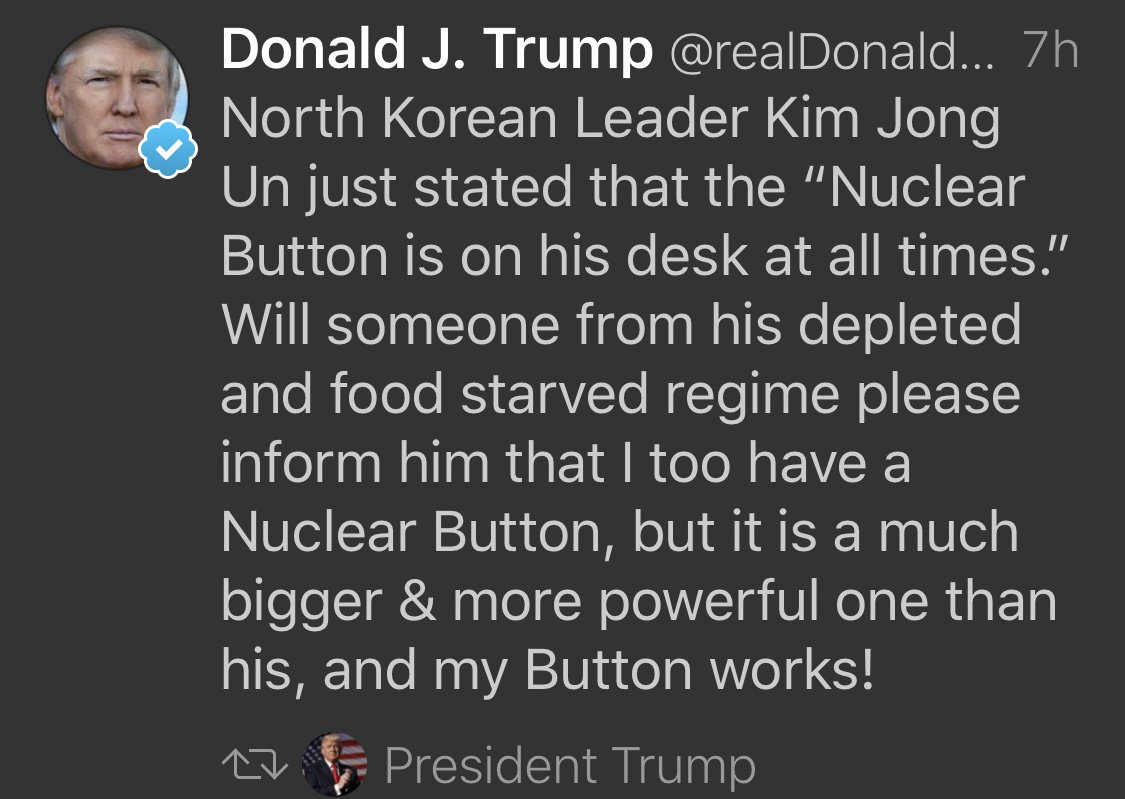 Donald J. Trump @realDonald... 7h
North Korean Leader Kim Jong
Un just stated that the “Nuclear
Button is on his desk at all times.”
Will someone from his depleted
and food starved regime please
inform him that I too have a
Nuclear Button, but it is a much
bigger & more powerful one than
his, and my Button works!
President Trump